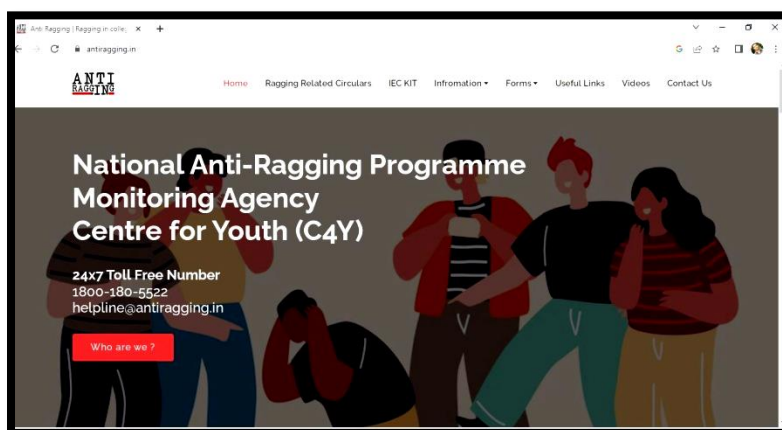 Anti Ragging | Ragging in colle
antiragging.in
ANTI
RAGGING
Home Ragging Related Circulars IEC KIT Infromation Forms Useful Links Videos Contact Us
National Anti-Ragging Programme
Monitoring Agency
Centre for Youth (C4Y)
24x7 Toll Free Number
1800-180-5522
helpline@antiragging.in
Who are we ?